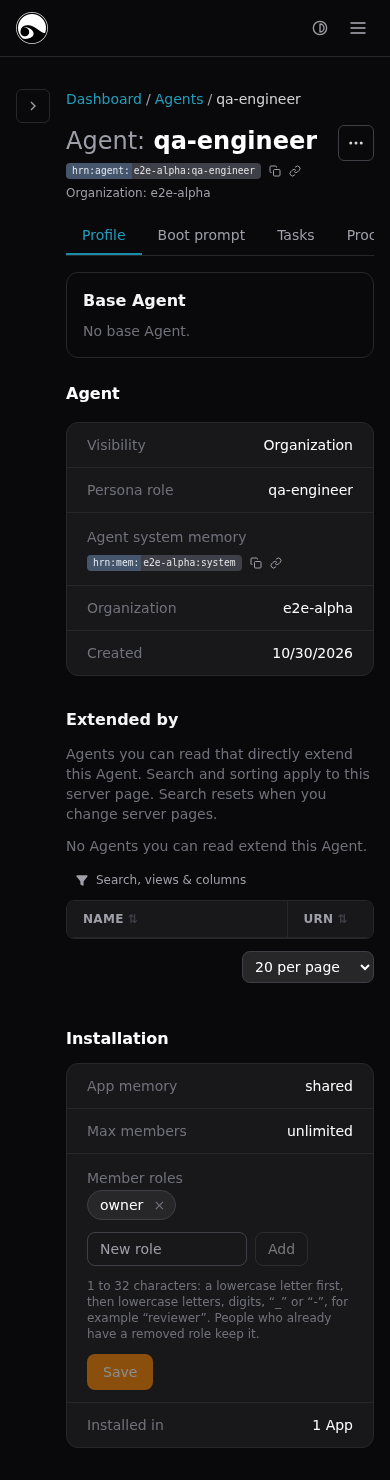 Dashboard / Agents / qa-engineer
Agent: qa-engineer
hrn:agent: e2e-alpha:qa-engineer
Organization: e2e-alpha
Profile Boot prompt Tasks Proc
Base Agent
No base Agent.
Agent
Visibility Organization
Persona role qa-engineer
Agent system memory
hrn:mem: e2e-alpha:system
Organization e2e-alpha
Created 10/30/2026
Extended by
Agents you can read that directly extend
this Agent. Search and sorting apply to this
server page. Search resets when you
change server pages.
No Agents you can read extend this Agent.
Search, views & columns
NAME URN
20 per page
Installation
App memory shared
Max members unlimited
Member roles
owner ×
New role Add
1 to 32 characters: a lowercase letter first,
then lowercase letters, digits, “_” or “-”, for
example “reviewer”. People who already
have a removed role keep it.
Save
Installed in 1 App